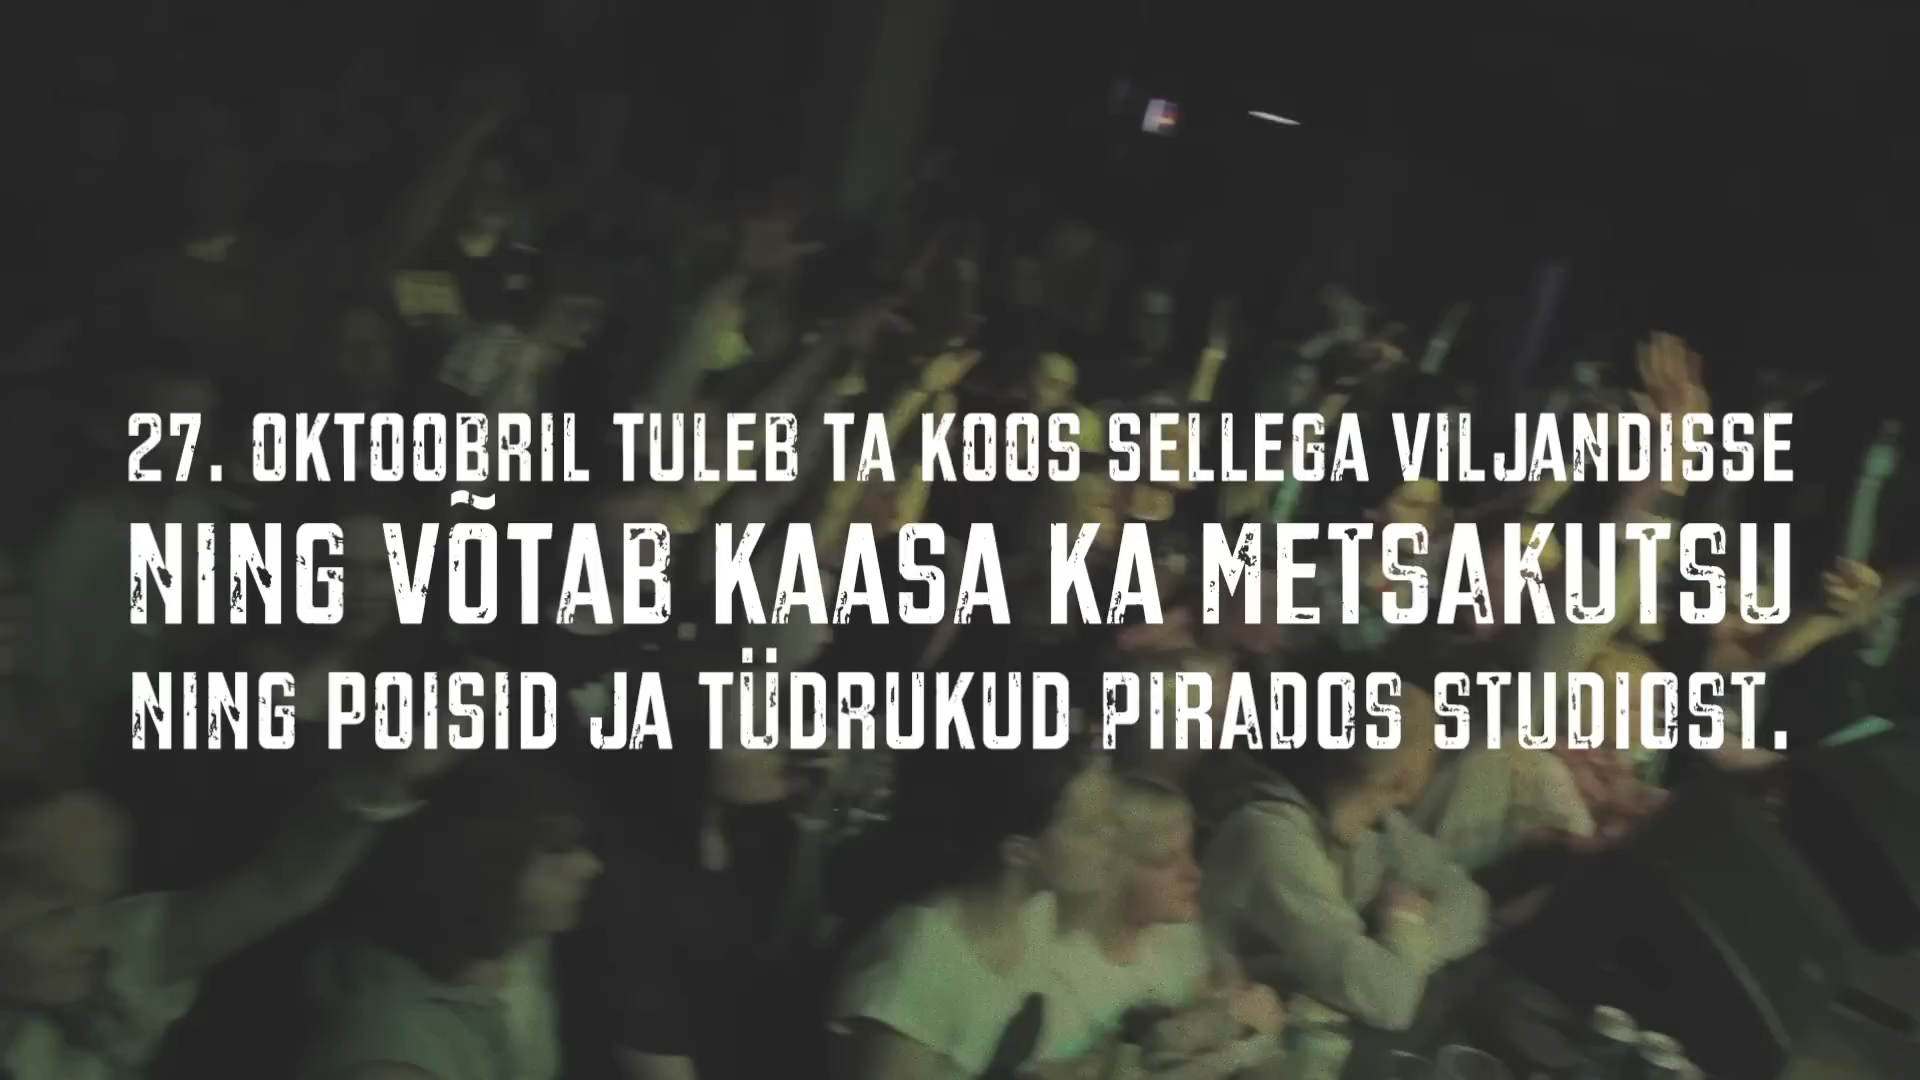 27. OKTOOBRIL TULEB TA KOOS SELLEGA VILJANDISSE
NING VÕTAB KAASA KA METSAKUTSU
NING POISID JA TÜDRUKUD PIRADOS STUDIOST.